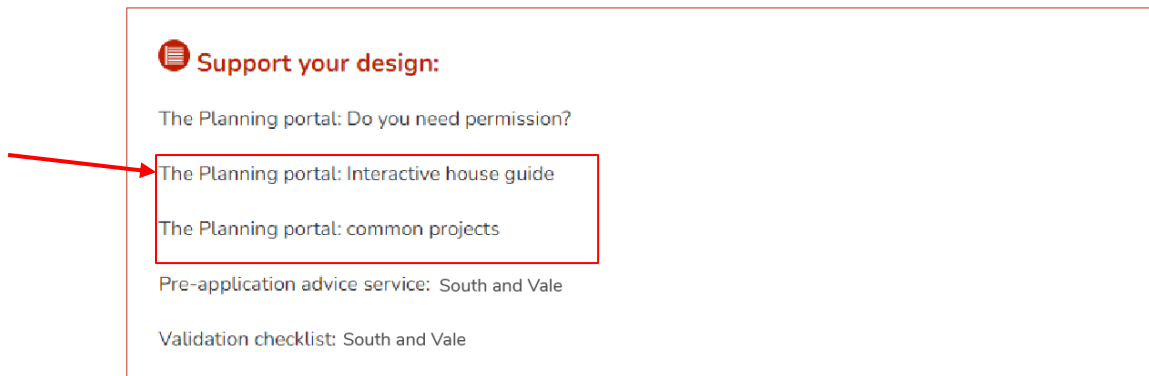 Support your design:
The Planning portal: Do you need permission?
The Planning portal: Interactive house guide
The Planning portal: common projects
Pre-application advice service: South and Vale
Validation checklist: South and Vale